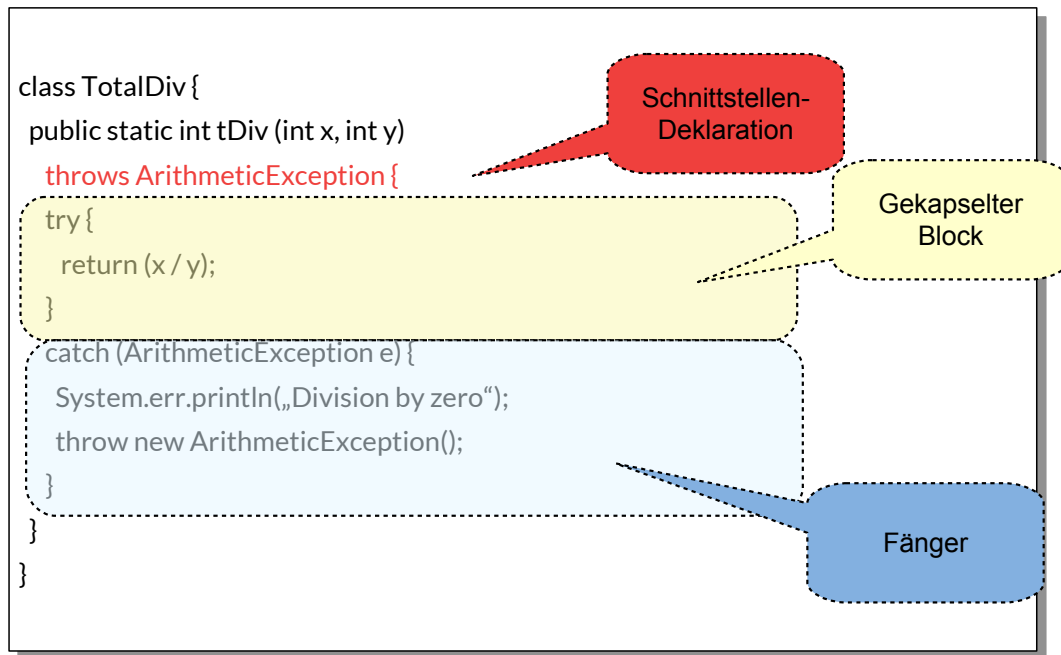 class TotalDiv {
public static int tDiv (int x, int y)
throws ArithmeticException {
try {
return (x / y);
}
catch (ArithmeticException e) {
System.err.println(„Division by zero“);
throw new ArithmeticException();
}
}
}
Schnittstellen-
Deklaration
Gekapselter
Block
Fänger